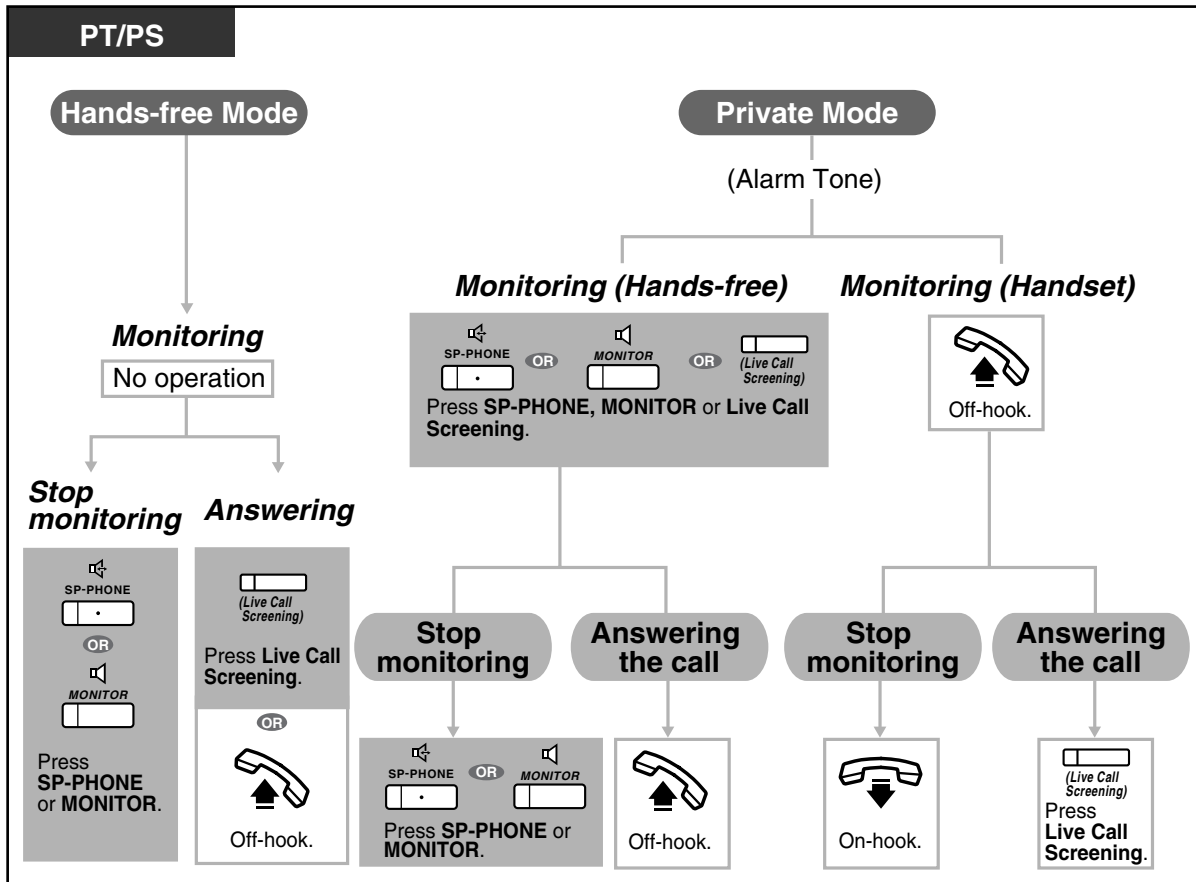 PT/PS
Hands-free Mode
Monitoring
No operation
Stop
monitoring
SP-PHONE
OR
MONITOR
Press
SP-PHONE
or MONITOR.
Answering
(Live Call
Screening)
Press Live Call
Screening.
OR
Off-hook.
Private Mode
(Alarm Tone)
Monitoring (Hands-free)
SP-PHONE
OR
MONITOR
OR
(Live Call
Screening)
Press SP-PHONE, MONITOR or Live Call
Screening.
Stop
monitoring
SP-PHONE
OR
MONITOR
Press SP-PHONE or
MONITOR.
Answering
the call
Off-hook.
Monitoring (Handset)
Off-hook.
Stop
monitoring
On-hook.
Answering
the call
(Live Call
Screening)
Press
Live Call
Screening.